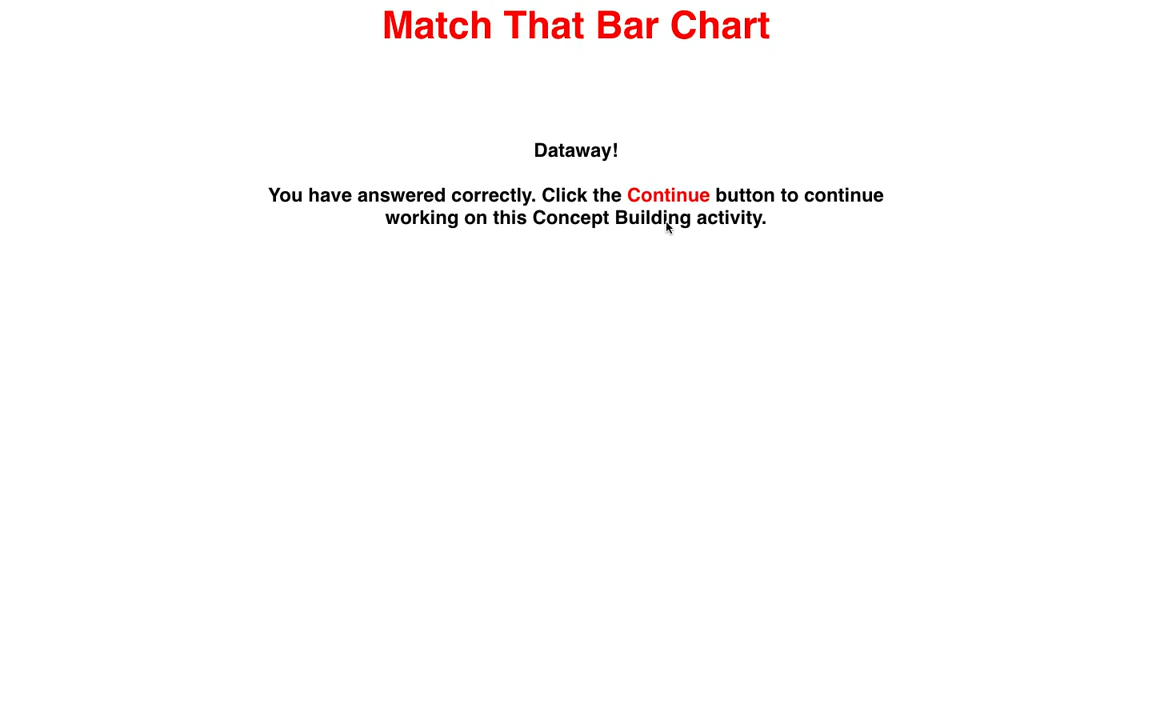 Match That Bar Chart
Dataway!
You have answered correctly. Click the Continue button to continue
working on this Concept Building activity.